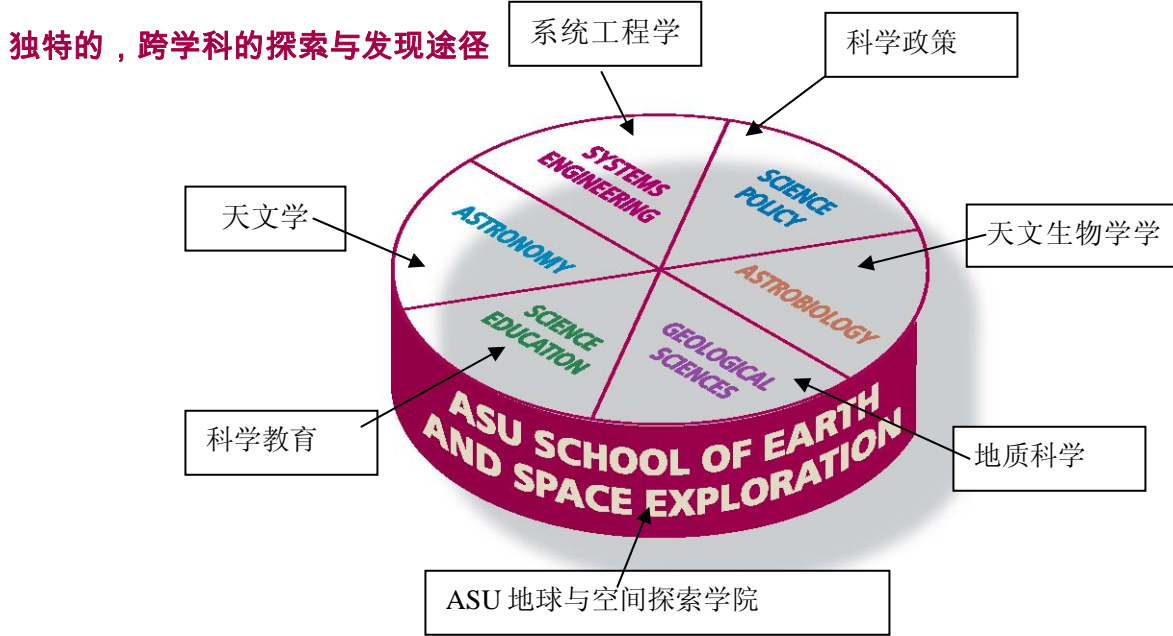 独特的，跨学科的探索与发现途径
系统工程学
科学政策
SYSTEMS
ENGINEERING
SCIENCE
POLICY
天文学
ASTRONOMY
天文生物学学
ASTROBIOLOGY
SCIENCE
EDUCATION
GEOLOGICAL
SCIENCES
科学教育
地质科学
ASU SCHOOL OF EARTH
AND SPACE EXPLORATION
ASU 地球与空间探索学院